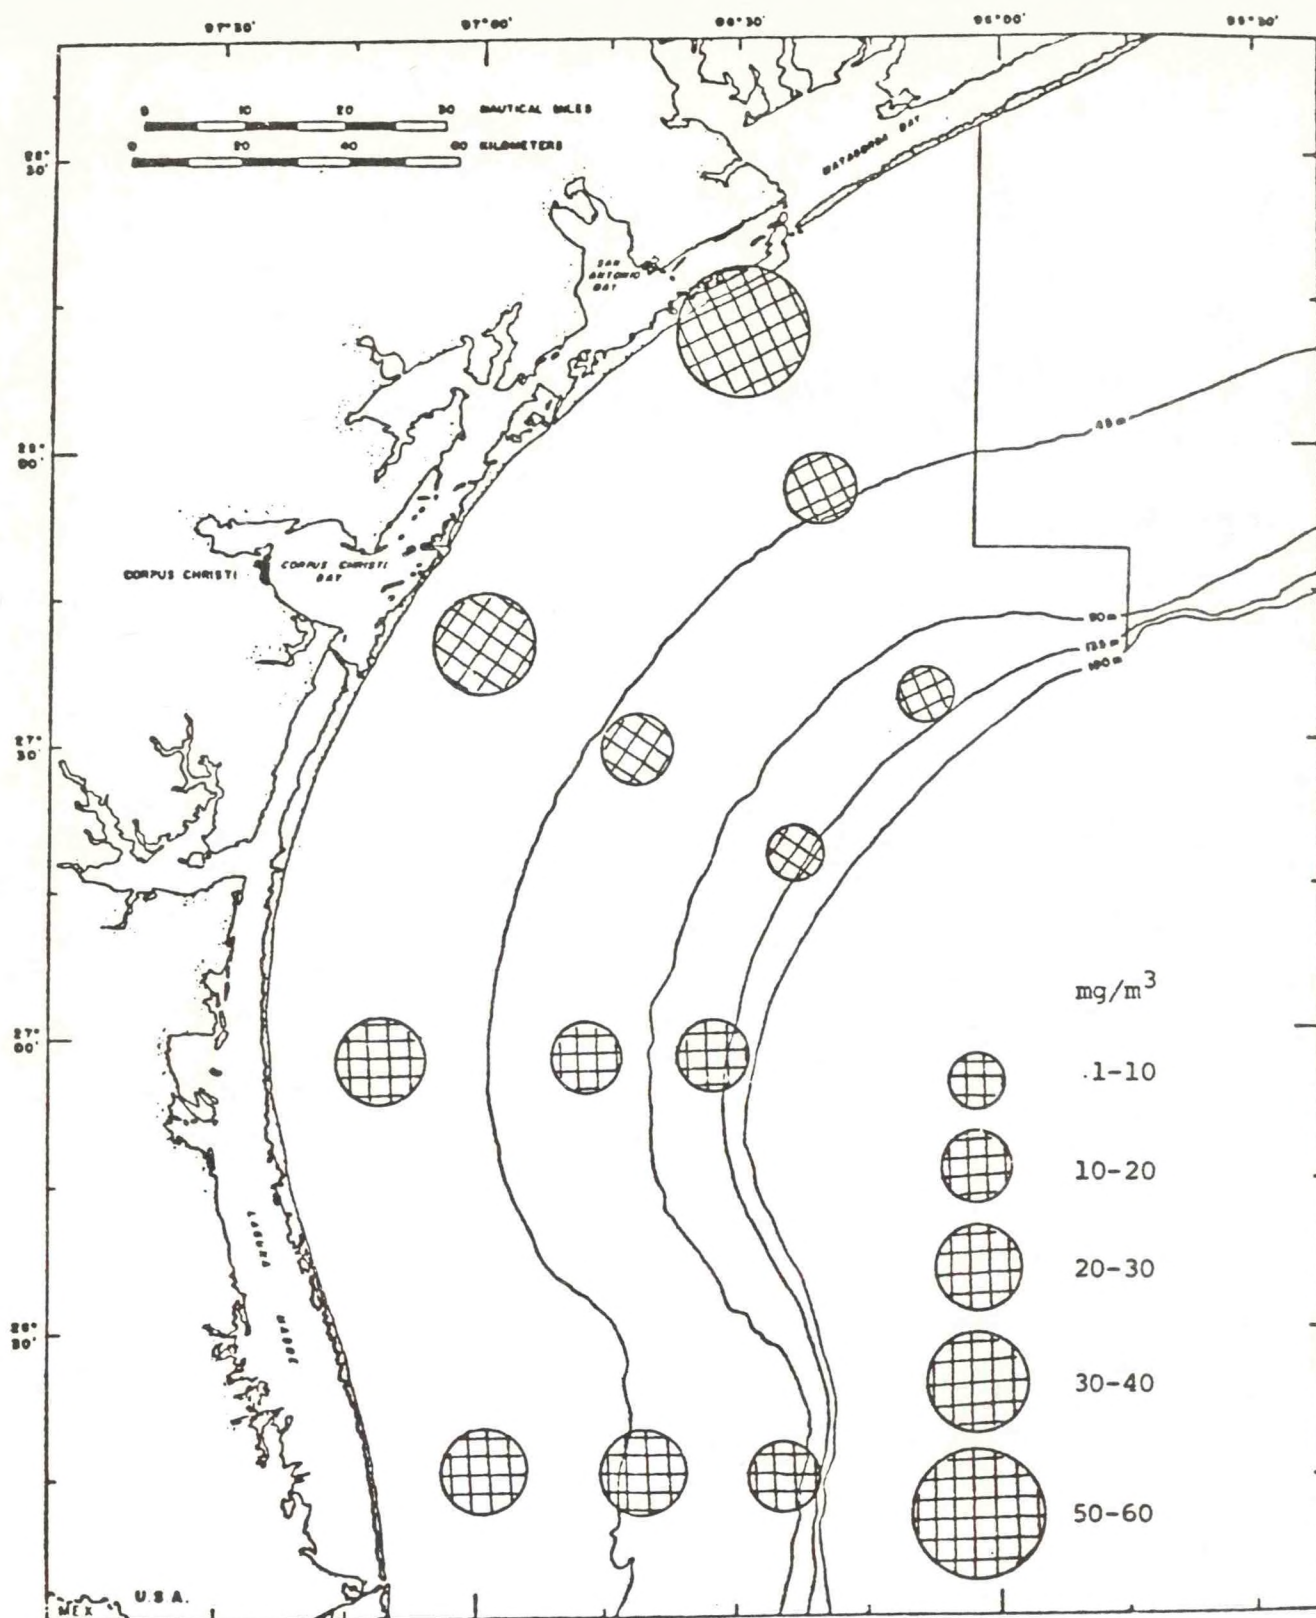 97°30'
97°00'
96°30'
96°00'
95°30'
0 10 20 30 NAUTICAL MILES
0 20 40 60 KILOMETERS
28°
30'
MATAGORDA BAY
SAN
ANTONIO
BAY
28°
00'
45m
CORPUS CHRISTI
CORPUS CHRISTI
BAY
90m
135m
180m
27°
30'
27°
00'
mg/m³
.1-10
10-20
20-30
30-40
50-60
LAGUNA
MADRE
26°
30'
U.S.A.
MEX